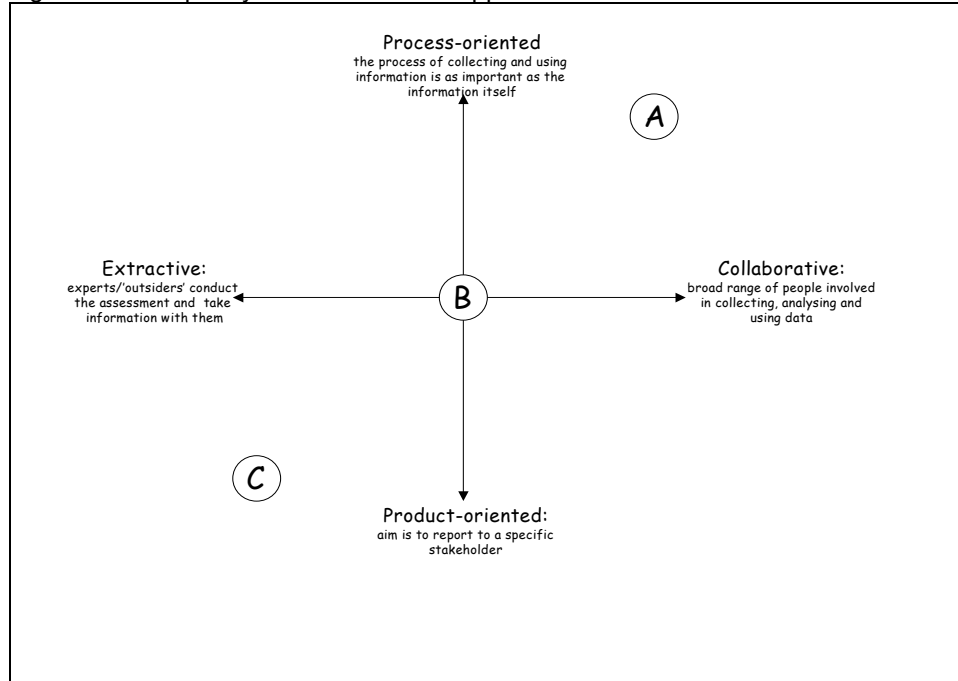 Process-oriented
the process of collecting and using
information is as important as the
information itself
A
Extractive:
experts/'outsiders' conduct
the assessment and take
information with them
B
Collaborative:
broad range of people involved
in collecting, analysing and
using data
C
Product-oriented:
aim is to report to a specific
stakeholder